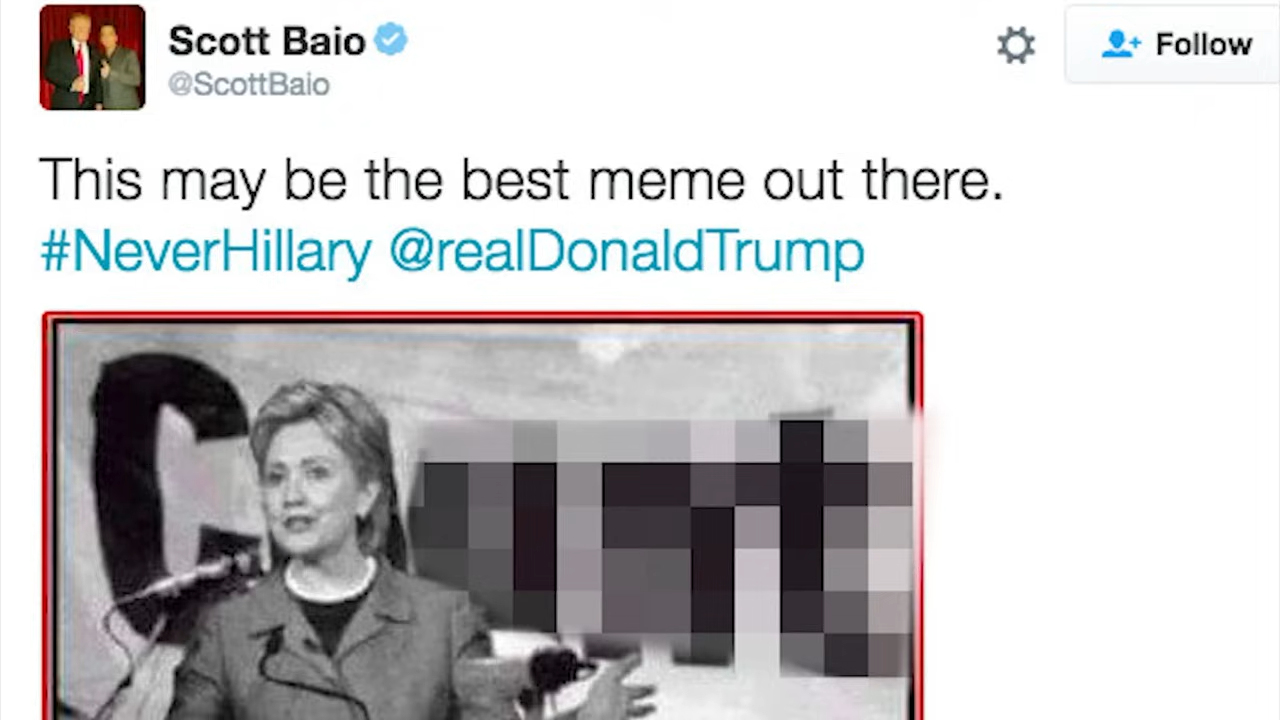 Scott Baio
@ScottBaio
Follow
This may be the best meme out there.
#NeverHillary @realDonaldTrump